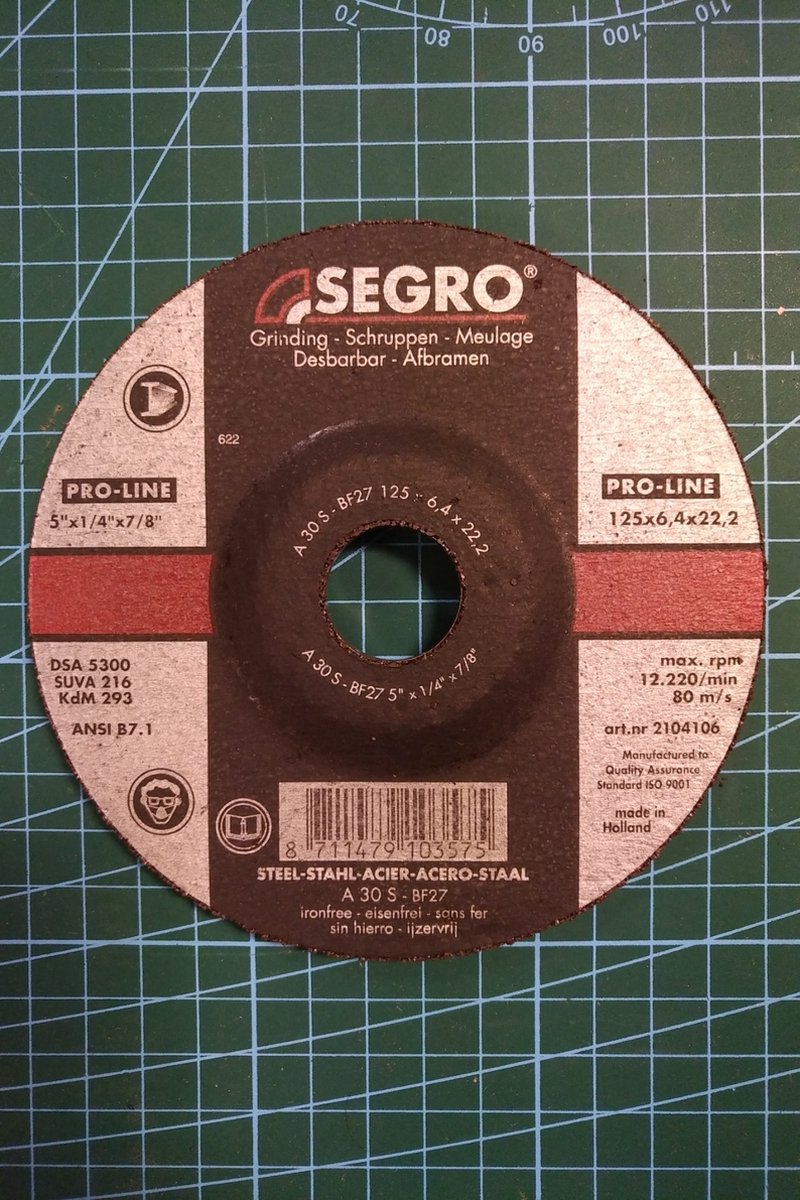 70 80 90 100 110
SEGRO®
Grinding - Schruppen - Meulage
Desbarbar - Afbramen
622
PRO-LINE
5"x1/4"x7/8"
PRO-LINE
125x6,4x22,2
A 30 S - BF27 125 x 6,4 x 22,2
A 30 S - BF27 5" x 1/4" x 7/8"
DSA 5300
SUVA 216
KdM 293
ANSI B7.1
max. rpm
12.220/min
80 m/s
art.nr 2104106
Manufactured to
Quality Assurance
Standard ISO 9001
made in
Holland
8 711479 103575
STEEL-STAHL-ACIER-ACERO-STAAL
A 30 S - BF27
ironfree - eisenfrei - sans fer
sin hierro - ijzervrij